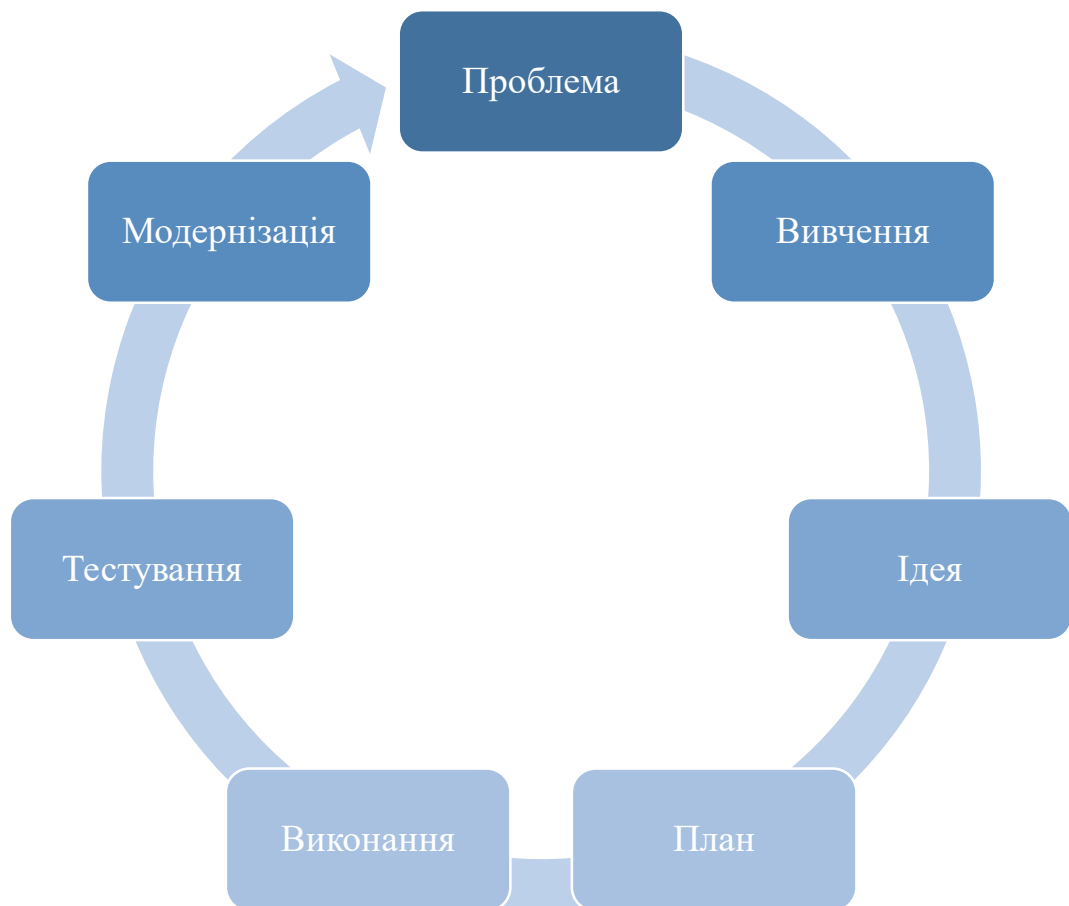 Проблема
Вивчення
Ідея
План
Виконання
Тестування
Модернізація